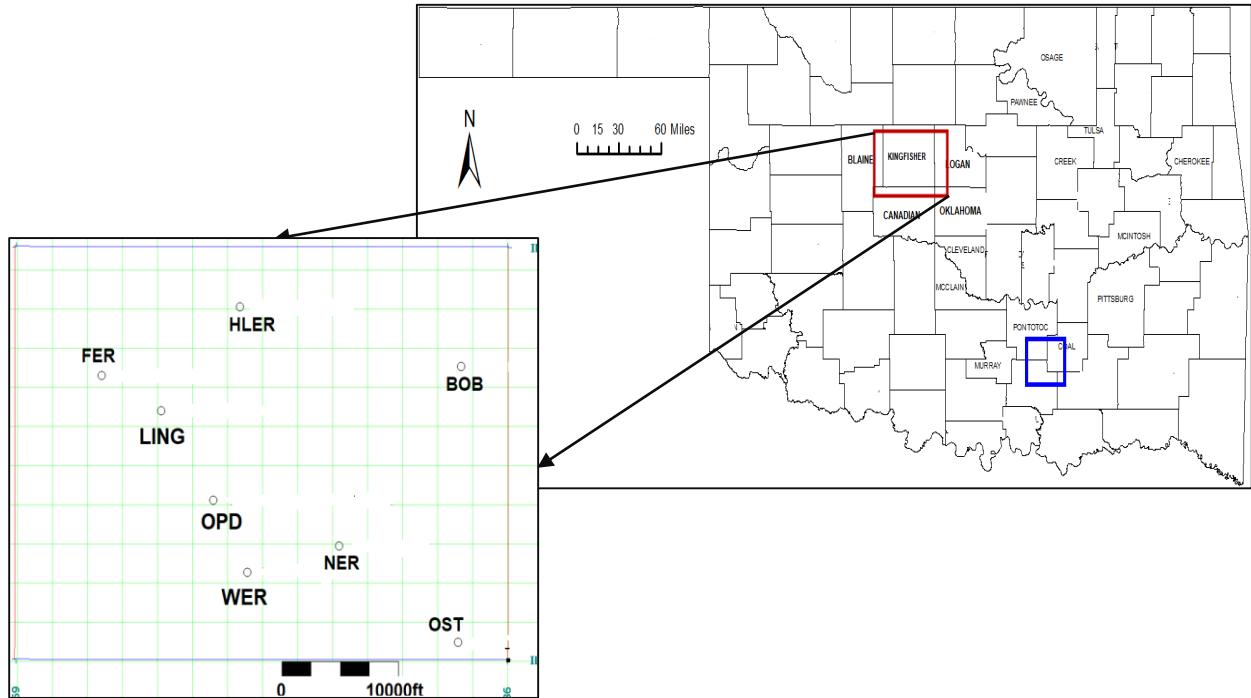 OSAGE
PAWNEE
N
0 15 30 60 Miles
TULSA
BLAINE
KINGFISHER
LOGAN
CREEK
CHEROKEE
CANADIAN
OKLAHOMA
MCINTOSH
CLEVELAND
MCCLAIN
PITTSBURG
PONTOTOC
COAL
MURRAY
HLER
FER
BOB
LING
OPD
NER
WER
OST
0 10000ft